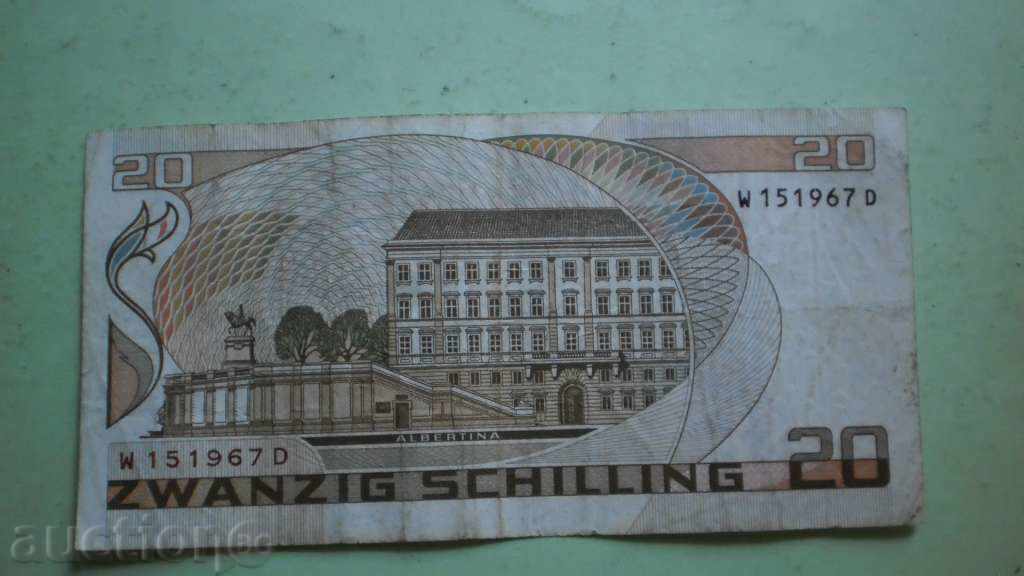 20
20
W 151967 D
ALBERTINA
W 151967 D
20
ZWANZIG SCHILLING
auction